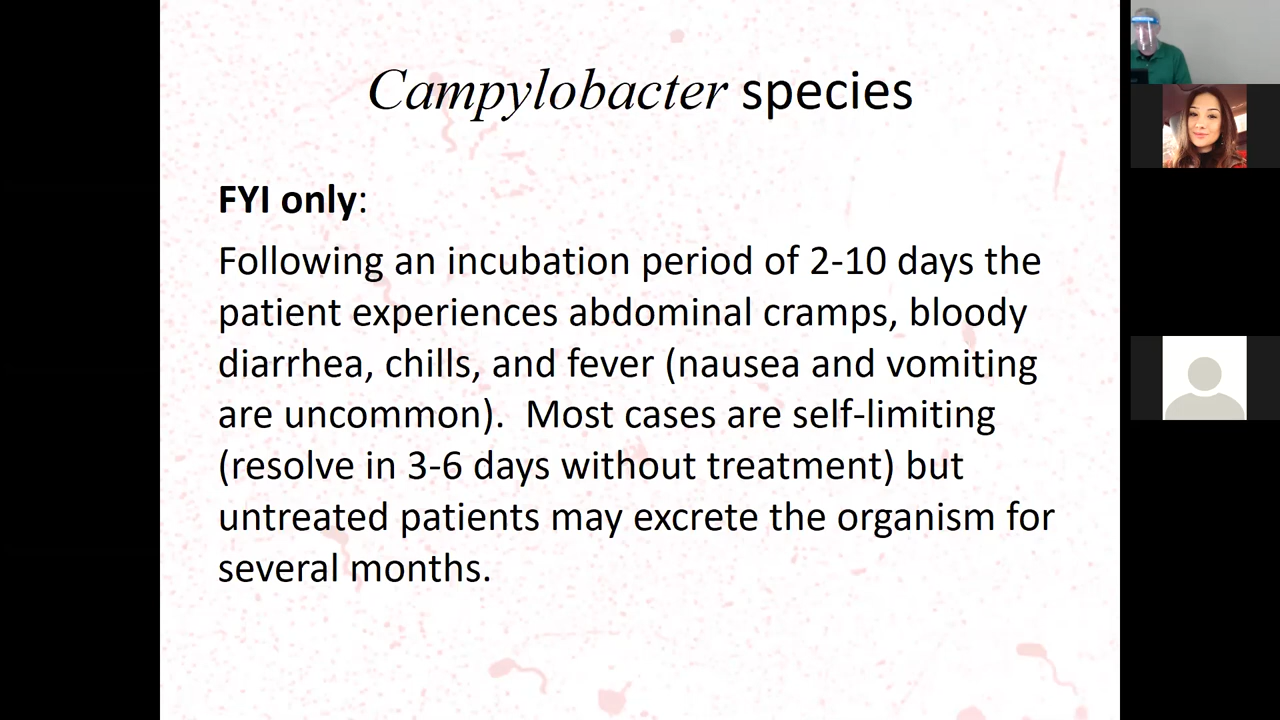 Campylobacter species
FYI only:
Following an incubation period of 2-10 days the
patient experiences abdominal cramps, bloody
diarrhea, chills, and fever (nausea and vomiting
are uncommon).  Most cases are self-limiting
(resolve in 3-6 days without treatment) but
untreated patients may excrete the organism for
several months.